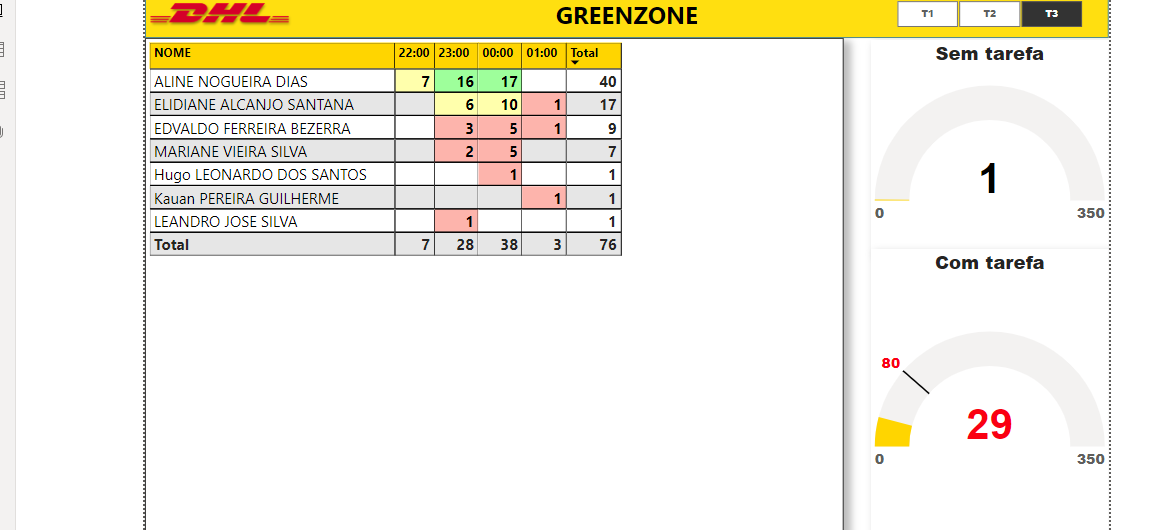 DHL
GREENZONE
T1 T2 T3
NOME 22:00 23:00 00:00 01:00 Total
ALINE NOGUEIRA DIAS 7 16 17 40
ELIDIANE ALCANJO SANTANA 6 10 1 17
EDVALDO FERREIRA BEZERRA 3 5 1 9
MARIANE VIEIRA SILVA 2 5 7
Hugo LEONARDO DOS SANTOS 1 1
Kauan PEREIRA GUILHERME 1 1
LEANDRO JOSE SILVA 1 1
Total 7 28 38 3 76
Sem tarefa
1
0 350
Com tarefa
80
29
0 350